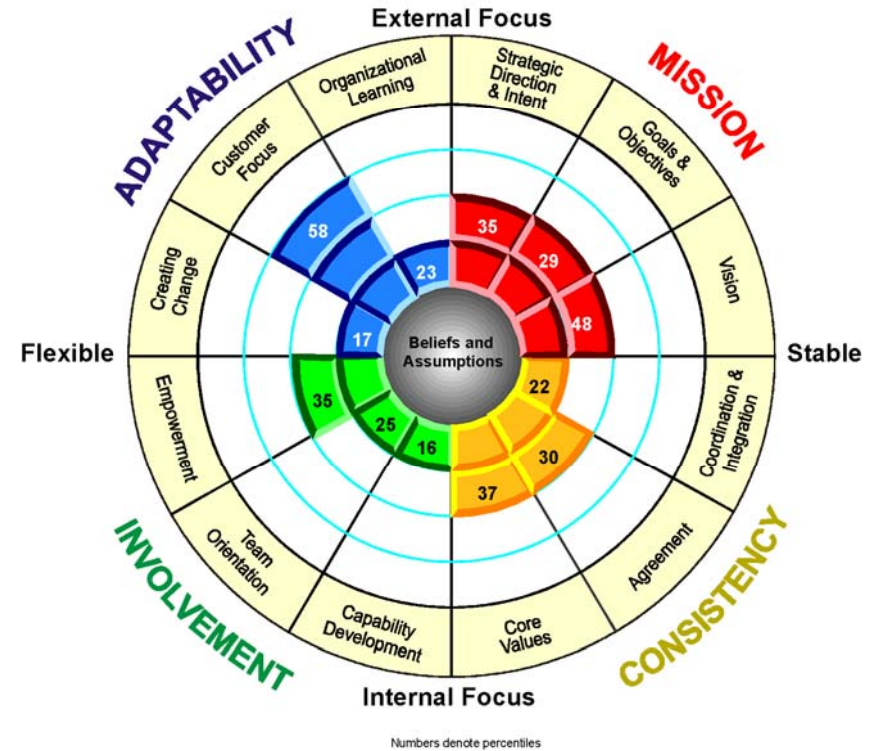 External Focus
ADAPTABILITY
MISSION
Organizational
Learning
Strategic
Direction
& Intent
Customer
Focus
Goals &
Objectives
Creating
Change
Vision
58
35
29
23
48
17
Beliefs and
Assumptions
Flexible
Stable
22
35
25
16
30
37
Empowerment
Coordination &
Integration
Team
Orientation
Agreement
Capability
Development
Core
Values
INVOLVEMENT
CONSISTENCY
Internal Focus
Numbers denote percentiles